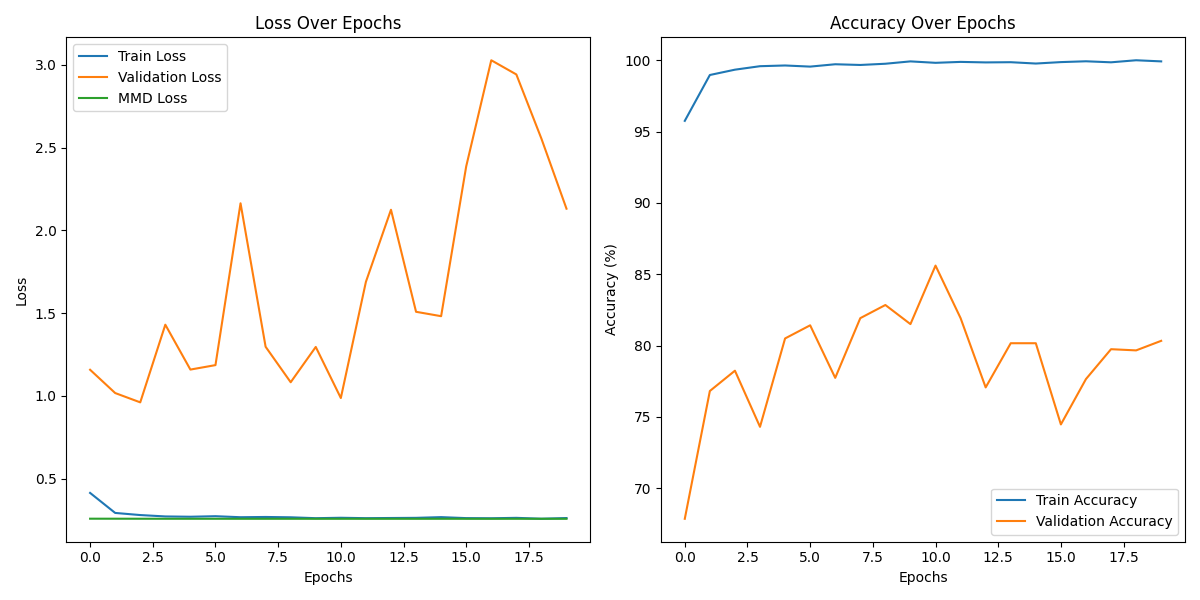 Loss Over Epochs
Train Loss
Validation Loss
MMD Loss
3.0
2.5
2.0
1.5
1.0
0.5
Loss
0.0 2.5 5.0 7.5 10.0 12.5 15.0 17.5
Epochs
Accuracy Over Epochs
100
95
90
85
80
75
70
Accuracy (%)
Train Accuracy
Validation Accuracy
0.0 2.5 5.0 7.5 10.0 12.5 15.0 17.5
Epochs